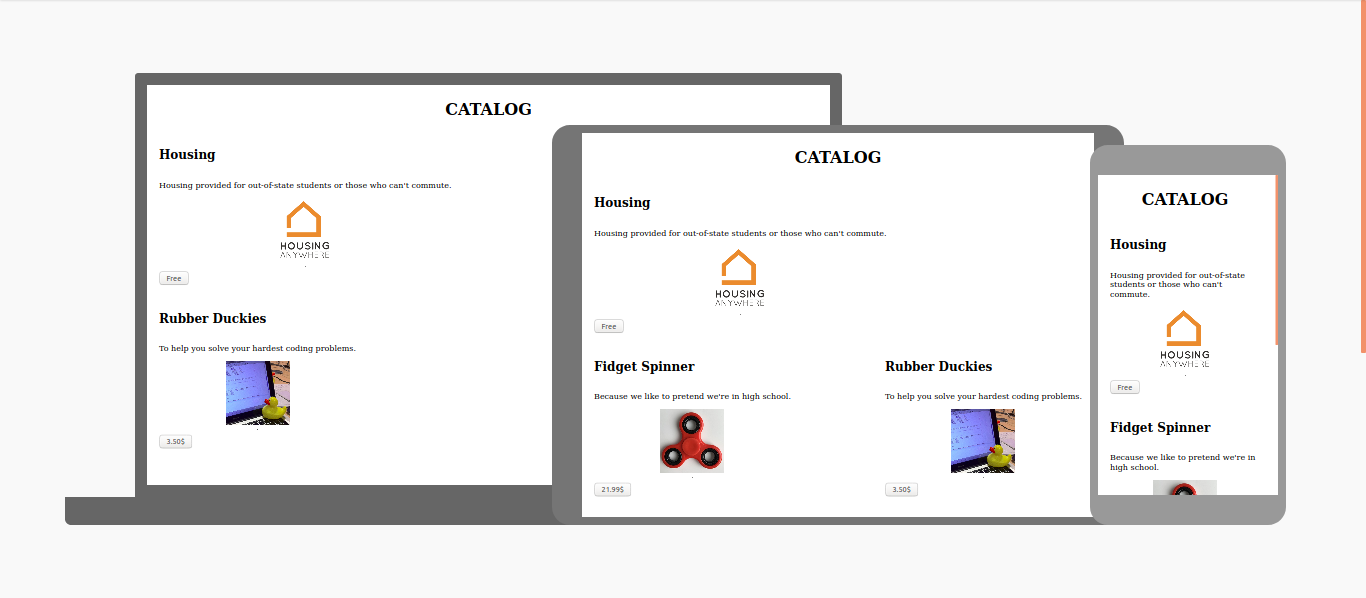 CATALOG
Housing
Housing provided for out-of-state students or those who can't commute.
HOUSING
ANYWHERE
Free
Rubber Duckies
To help you solve your hardest coding problems.
3.50$
CATALOG
Housing
Housing provided for out-of-state students or those who can't commute.
HOUSING
ANYWHERE
Free
Fidget Spinner
Because we like to pretend we're in high school.
21.99$
Rubber Duckies
To help you solve your hardest coding problems.
3.50$
CATALOG
Housing
Housing provided for out-of-state
students or those who can't
commute.
HOUSING
ANYWHERE
Free
Fidget Spinner
Because we like to pretend we're in
high school.